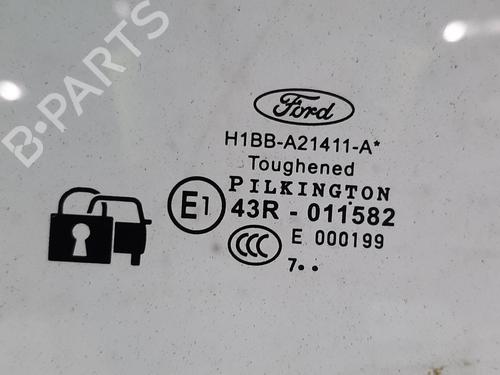 B-PARTS
Ford
H1BB-A21411-A*
Toughened
PILKINGTON
E1 43R - 011582
CCC E 000199
7••